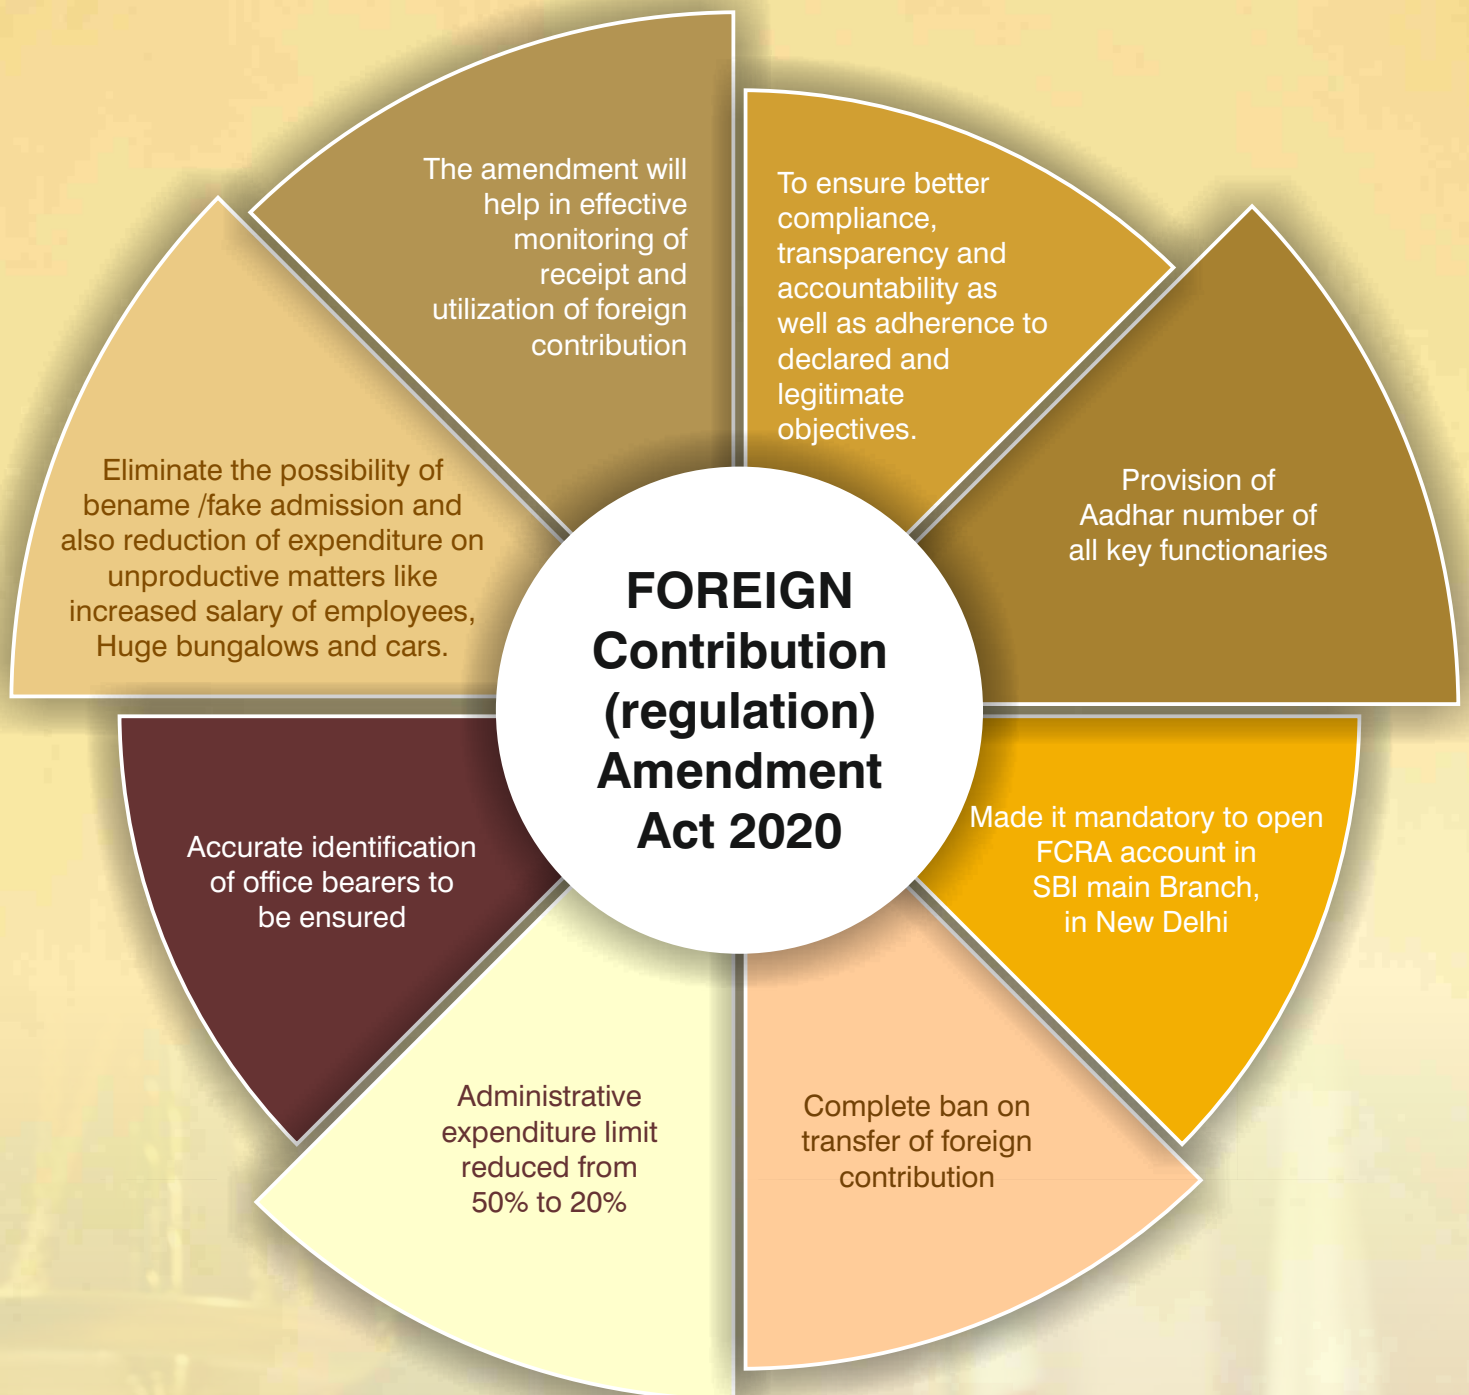 The amendment will
help in effective
monitoring of
receipt and
utilization of foreign
contribution
To ensure better
compliance,
transparency and
accountability as
well as adherence to
declared and
legitimate
objectives.
Provision of
Aadhar number of
all key functionaries
Made it mandatory to open
FCRA account in
SBI main Branch,
in New Delhi
Complete ban on
transfer of foreign
contribution
Administrative
expenditure limit
reduced from
50% to 20%
Accurate identification
of office bearers to
be ensured
Eliminate the possibility of
bename /fake admission and
also reduction of expenditure on
unproductive matters like
increased salary of employees,
Huge bungalows and cars.
FOREIGN
Contribution
(regulation)
Amendment
Act 2020